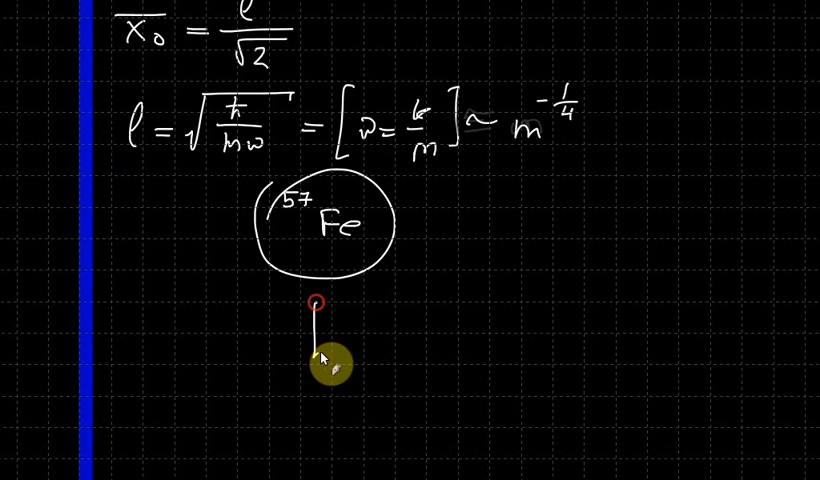 x₀ = ℓ/√2
ℓ = √(ħ/mω) = [ω = k/m] ~ m^(-1/4)
⁵⁷Fe